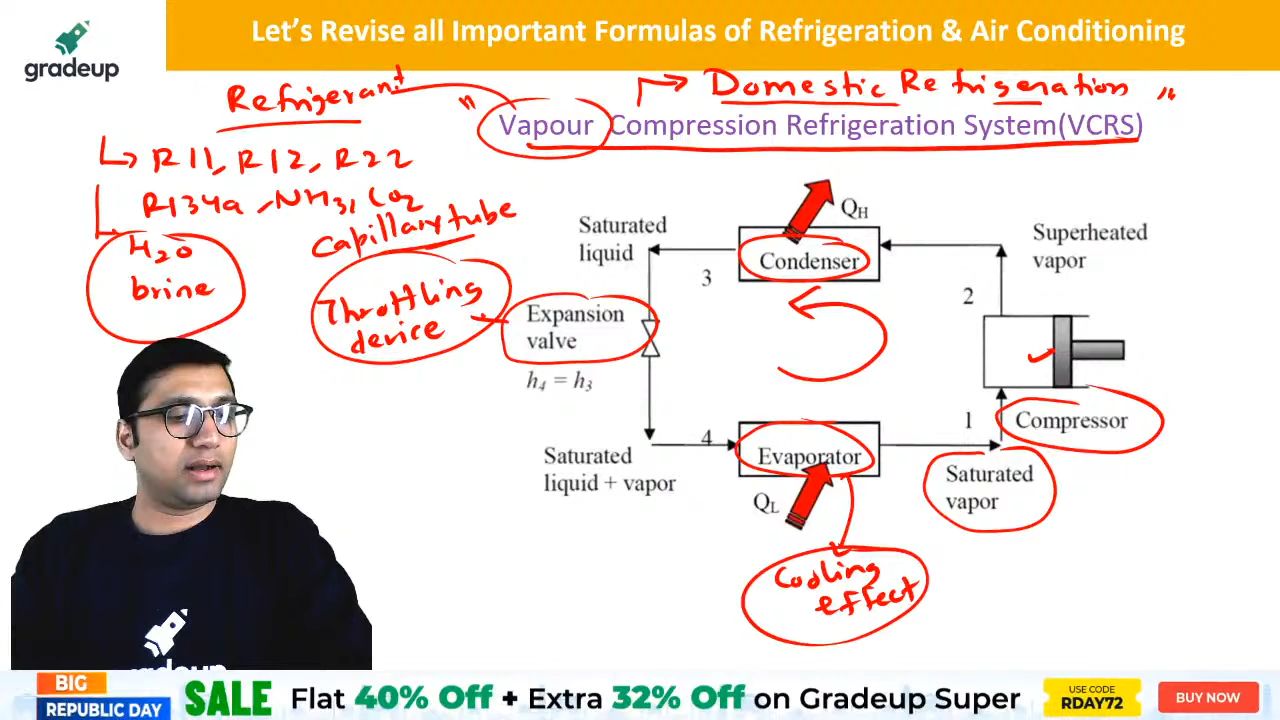 Let's Revise all Important Formulas of Refrigeration & Air Conditioning
gradeup
Refrigerant
" → Domestic Refrigeration "
Vapour Compression Refrigeration System(VCRS)
R11, R12, R22
R134a, NH3, CO2
H2O
brine
Capillary tube
Throttling
device
Saturated
liquid
QH
Condenser
Superheated
vapor
3
2
Expansion
valve
h4 = h3
Compressor
1
4
Evaporator
Saturated
liquid + vapor
QL
Saturated
vapor
Cooling
effect
gradeup
BIG
REPUBLIC DAY
SALE
Flat 40% Off + Extra 32% Off on Gradeup Super
USE CODE
RDAY72
BUY NOW